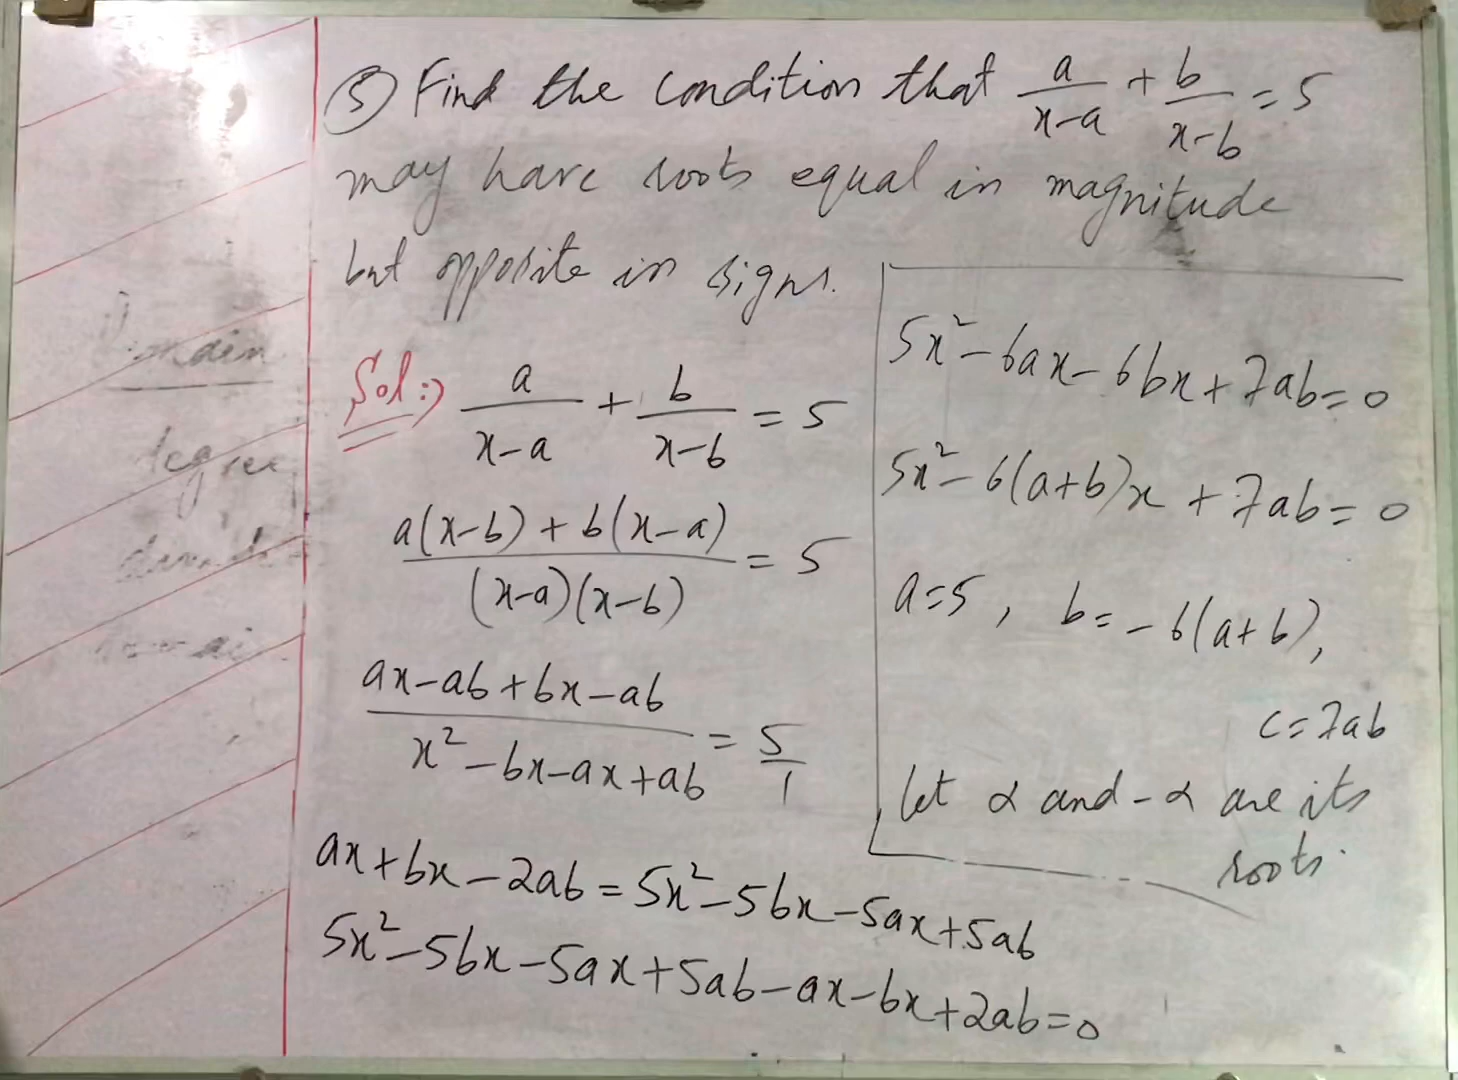 ⑤ Find the condition that a/(x-a) + b/(x-b) = 5
may have roots equal in magnitude
but opposite in signs.
Sol:⇒ a/(x-a) + b/(x-b) = 5
(a(x-b) + b(x-a))/((x-a)(x-b)) = 5
(ax-ab+bx-ab)/(x²-bx-ax+ab) = 5/1
ax+bx-2ab = 5x²-5bx-5ax+5ab
5x²-5bx-5ax+5ab-ax-bx+2ab=0
5x²-6ax-6bx+7ab=0
5x²-6(a+b)x+7ab=0
a=5, b=-6(a+b),
c=7ab
let α and -α are its
roots.
domain
degree